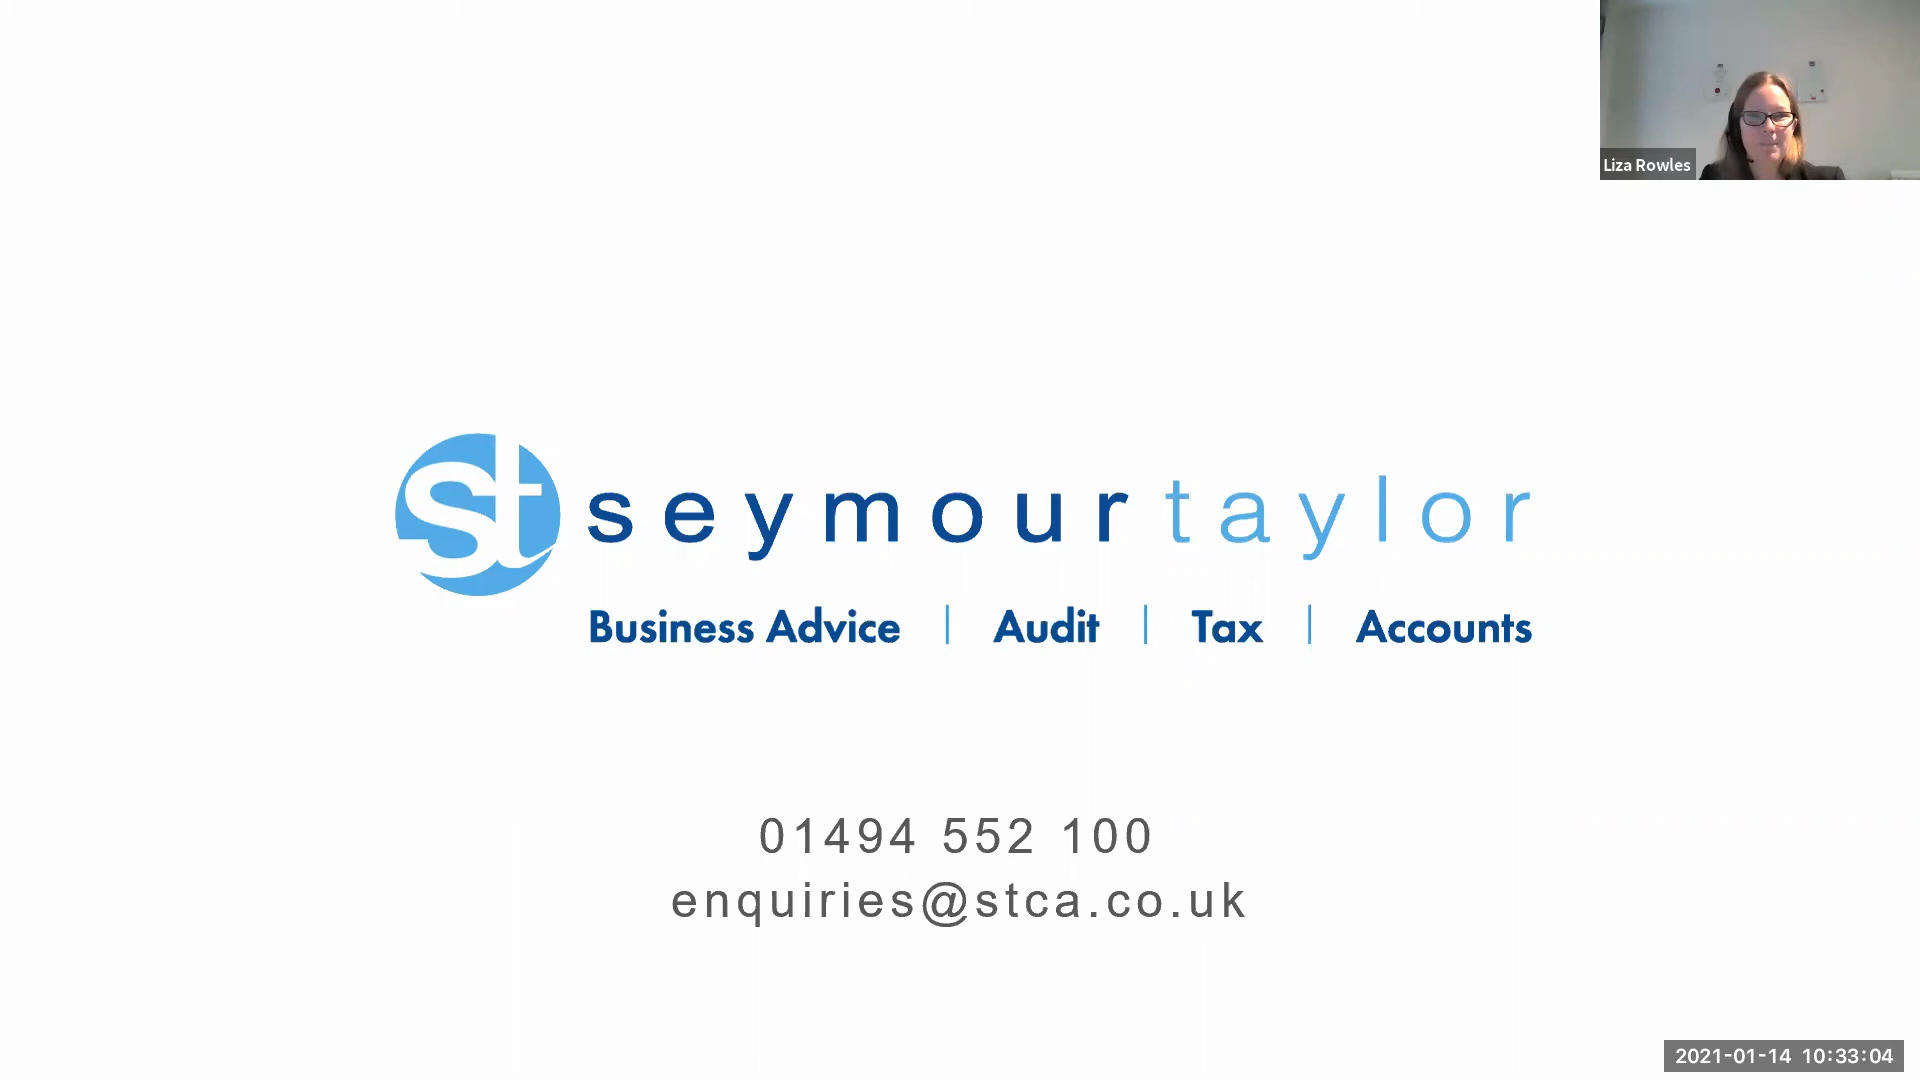 Liza Rowles
st seymourtaylor
Business Advice | Audit | Tax | Accounts
01494 552 100
enquiries@stca.co.uk
2021-01-14 10:33:04